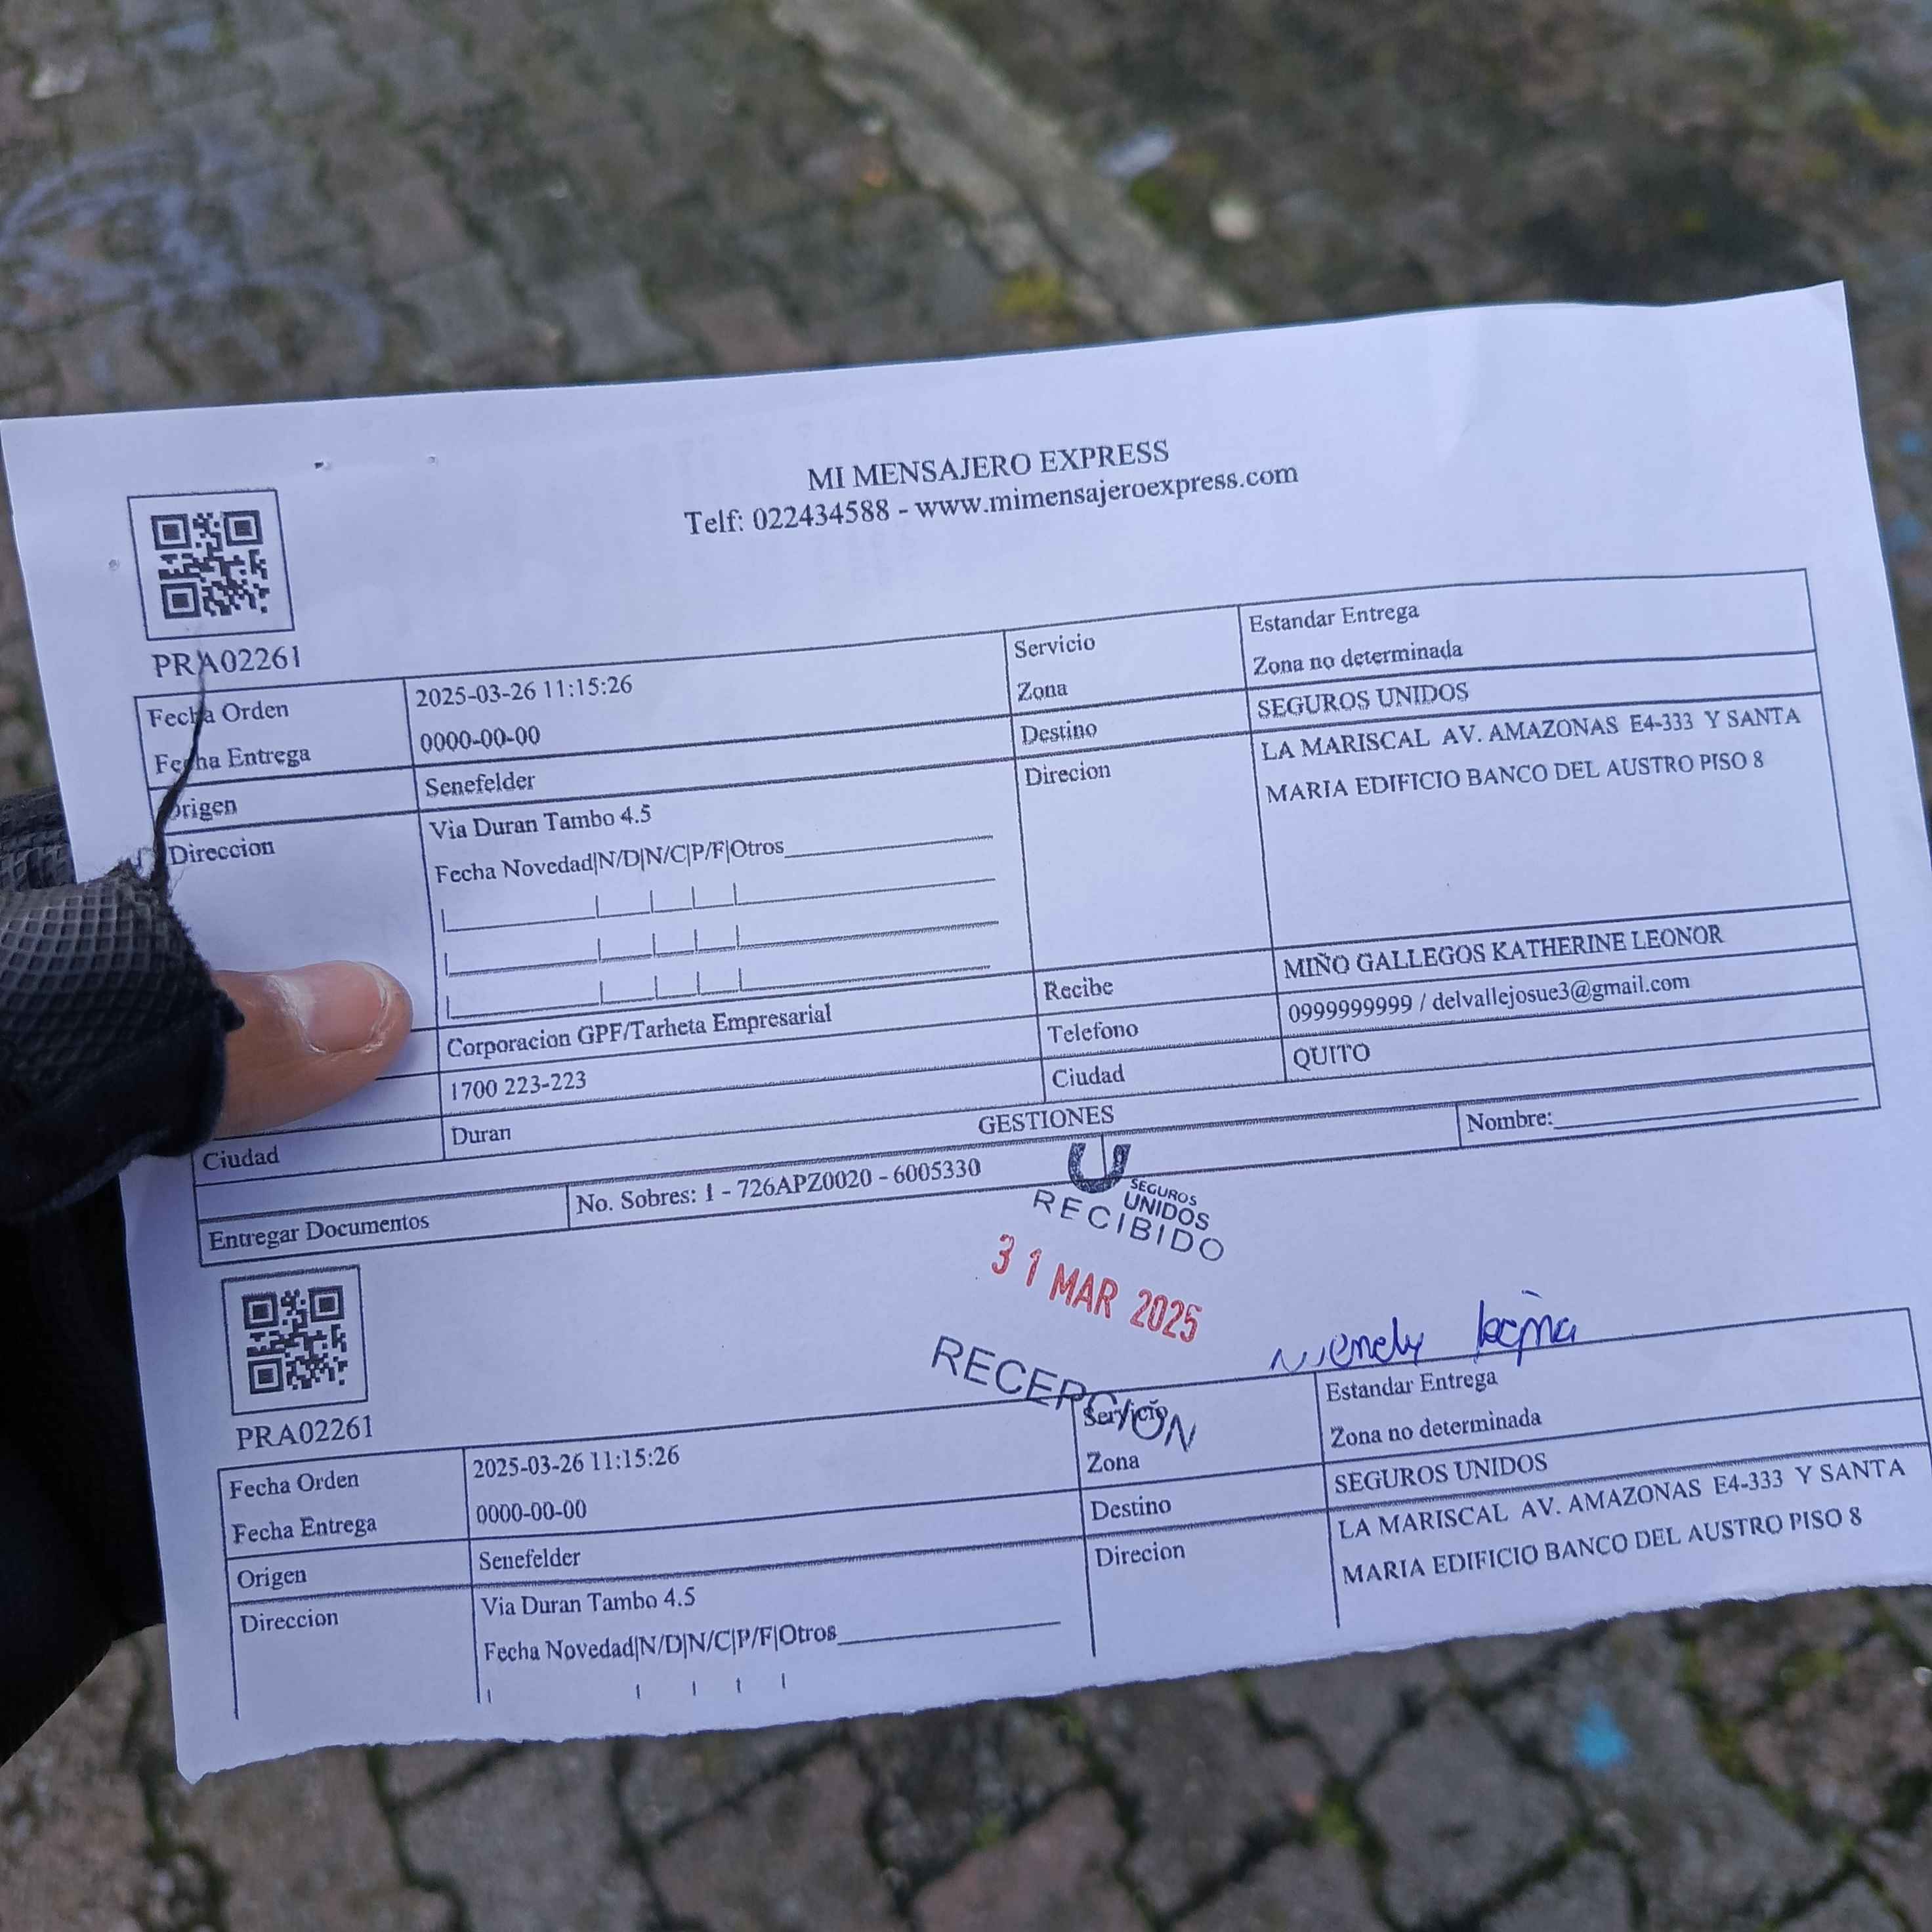 MI MENSAJERO EXPRESS
Telf: 022434588 - www.mimensajeroexpress.com
PRA02261
Fecha Orden 2025-03-26 11:15:26 Servicio Estandar Entrega
Fecha Entrega 0000-00-00 Zona Zona no determinada
Origen Senefelder Destino SEGUROS UNIDOS
Direccion Via Duran Tambo 4.5 Direcion LA MARISCAL AV. AMAZONAS E4-333 Y SANTA
Fecha Novedad|N/D|N/C|P/F|Otros MARIA EDIFICIO BANCO DEL AUSTRO PISO 8
Corporacion GPF/Tarheta Empresarial Recibe MIÑO GALLEGOS KATHERINE LEONOR
1700 223-223 Telefono 0999999999 / delvallejosue3@gmail.com
Ciudad Duran Ciudad QUITO
GESTIONES
Entregar Documentos No. Sobres: 1 - 726APZ0020 - 6005330 Nombre:
SEGUROS
UNIDOS
RECIBIDO
31 MAR 2025
RECEPCIÓN
PRA02261
Fecha Orden 2025-03-26 11:15:26 Servicio Estandar Entrega
Fecha Entrega 0000-00-00 Zona Zona no determinada
Origen Senefelder Destino SEGUROS UNIDOS
Direccion Via Duran Tambo 4.5 Direcion LA MARISCAL AV. AMAZONAS E4-333 Y SANTA
Fecha Novedad|N/D|N/C|P/F|Otros MARIA EDIFICIO BANCO DEL AUSTRO PISO 8